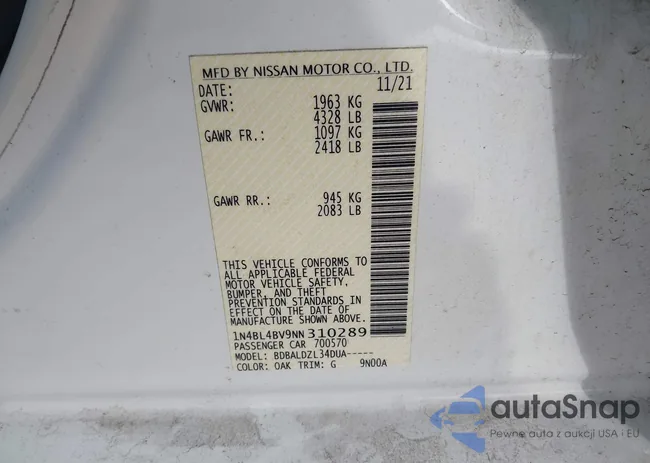 MFD BY NISSAN MOTOR CO., LTD.
DATE: 11/21
GVWR: 1963 KG
4328 LB
GAWR FR.: 1097 KG
2418 LB
GAWR RR.: 945 KG
2083 LB
THIS VEHICLE CONFORMS TO
ALL APPLICABLE FEDERAL
MOTOR VEHICLE SAFETY,
BUMPER, AND THEFT
PREVENTION STANDARDS IN
EFFECT ON THE DATE OF
MANUFACTURE SHOWN ABOVE.
1N4BL4BV9NN310289
PASSENGER CAR 700570
MODEL: BDBALDZL34DUA-----
COLOR: OAK TRIM: G 9N00A
autaSnap
Pewne auta z aukcji USA i EU